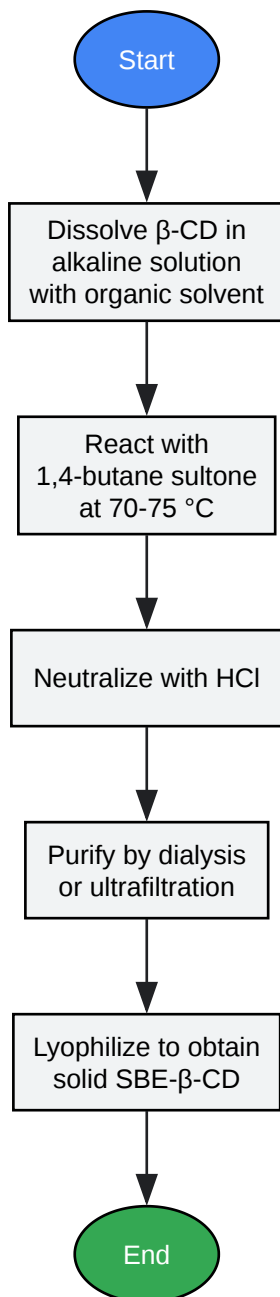 Start
Dissolve β-CD in
alkaline solution
with organic solvent
React with
1,4-butane sultone
at 70-75 °C
Neutralize with HCl
Purify by dialysis
or ultrafiltration
Lyophilize to obtain
solid SBE-β-CD
End